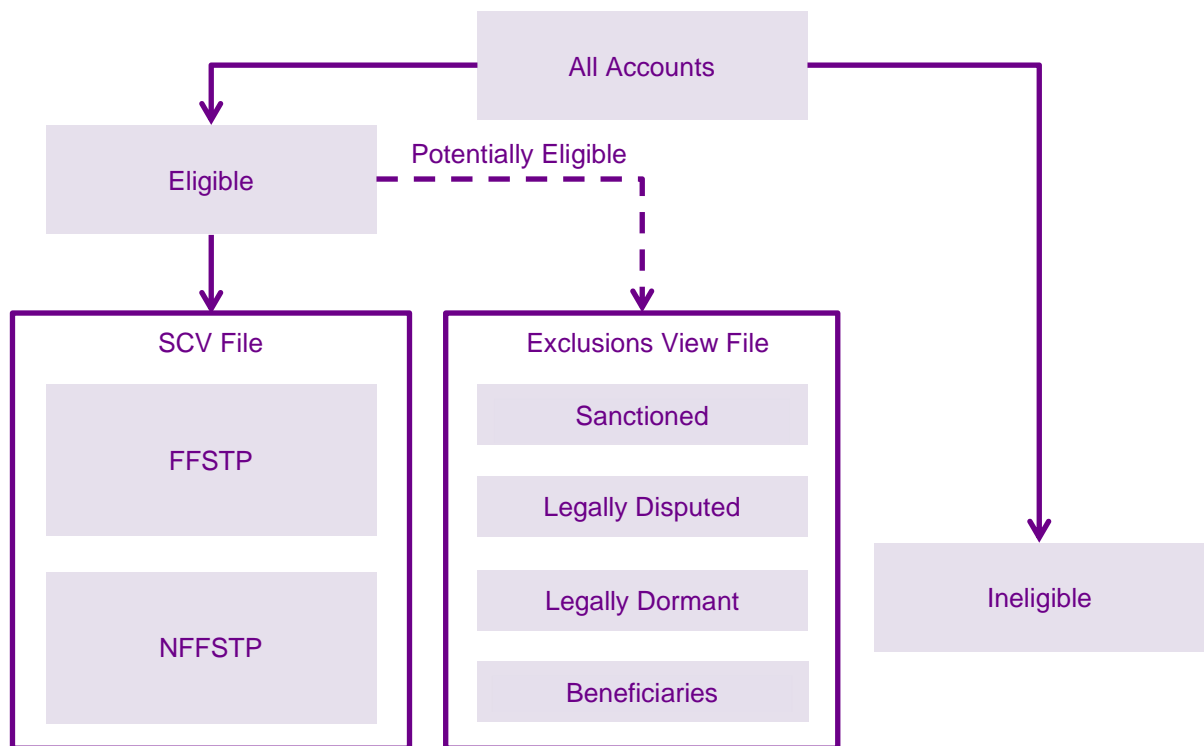 All Accounts
Eligible
Potentially Eligible
SCV File
FFSTP
NFFSTP
Exclusions View File
Sanctioned
Legally Disputed
Legally Dormant
Beneficiaries
Ineligible